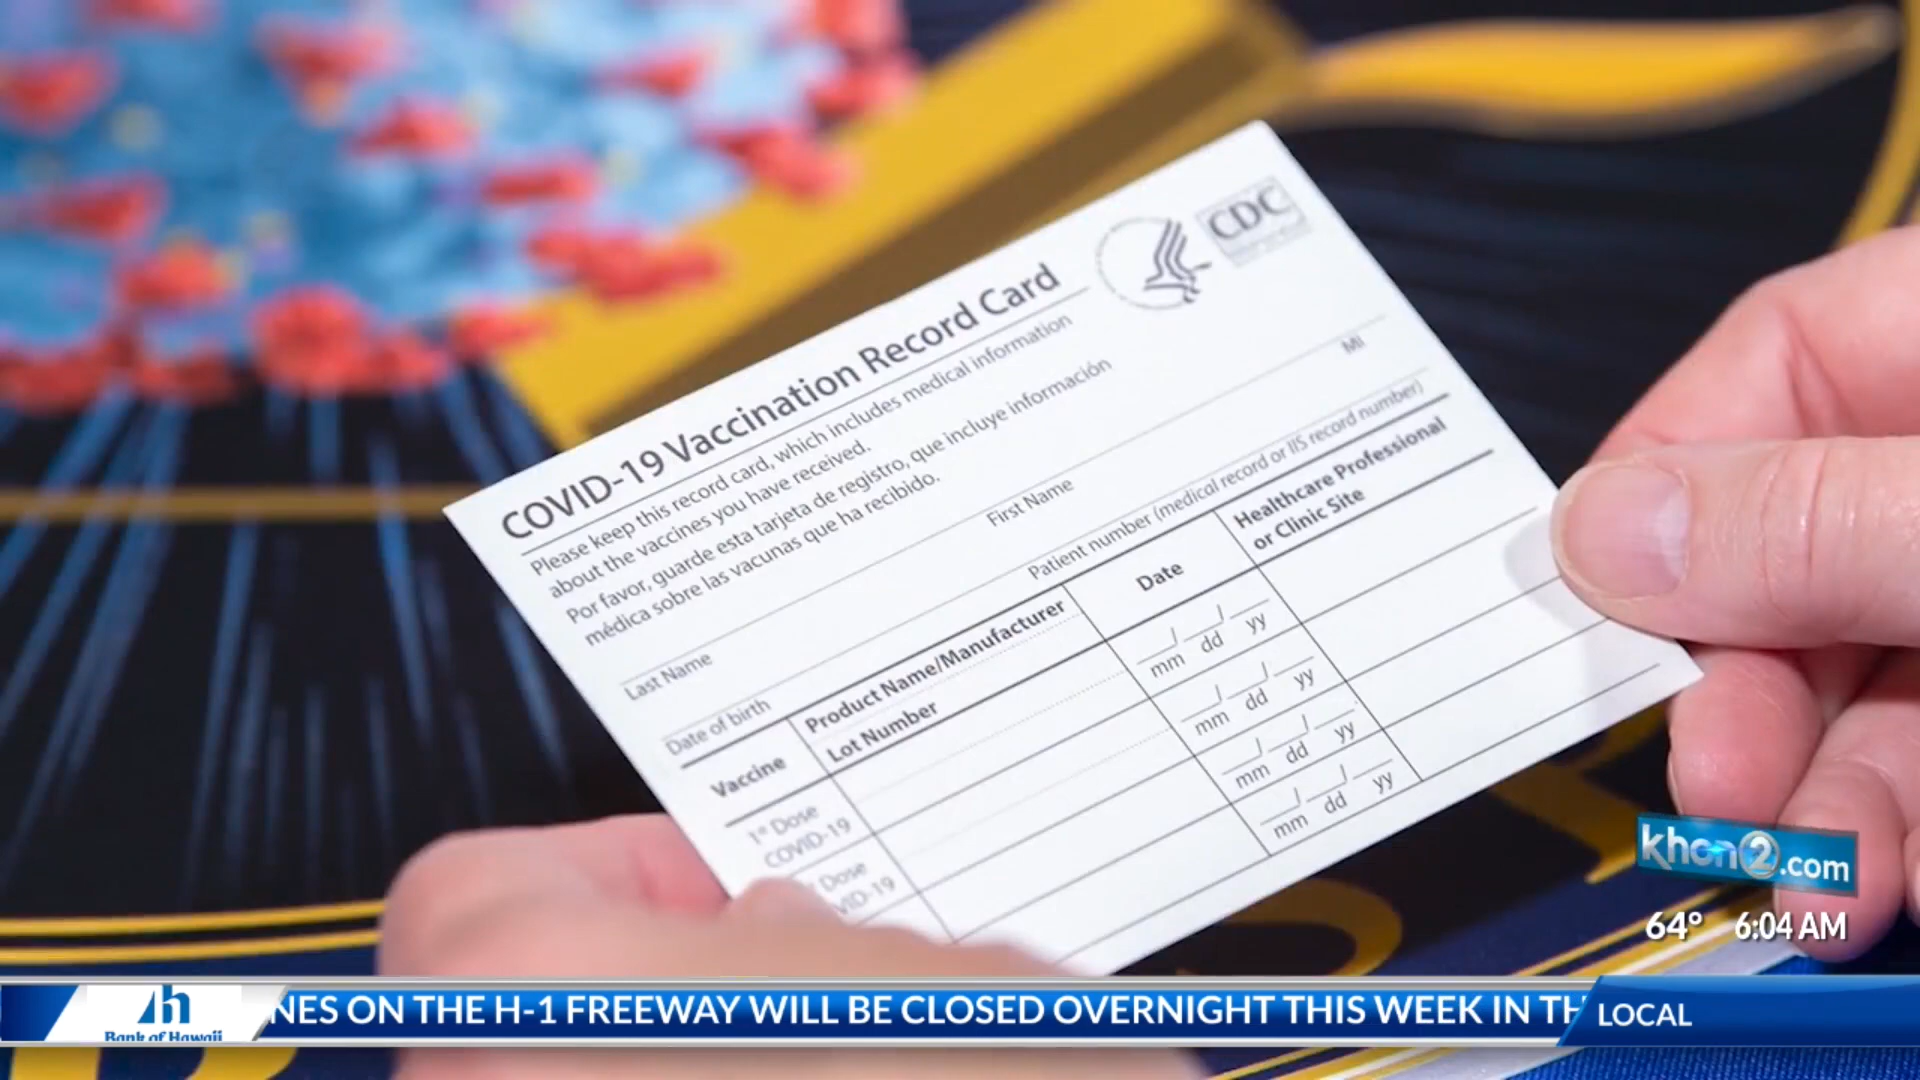 CDC
COVID-19 Vaccination Record Card
Please keep this record card, which includes medical information
about the vaccines you have received.
Por favor, guarde esta tarjeta de registro, que incluye información
médica sobre las vacunas que ha recibido.
Last Name
First Name
MI
Date of birth
Patient number (medical record or IIS record number)
Vaccine
Product Name/Manufacturer
Lot Number
Date
Healthcare Professional
or Clinic Site
1st Dose
COVID-19
mm dd yy
Dose
VID-19
mm dd yy
mm dd yy
mm dd yy
khon2.com
64° 6:04 AM
Bank of Hawaii
NES ON THE H-1 FREEWAY WILL BE CLOSED OVERNIGHT THIS WEEK IN TH
LOCAL